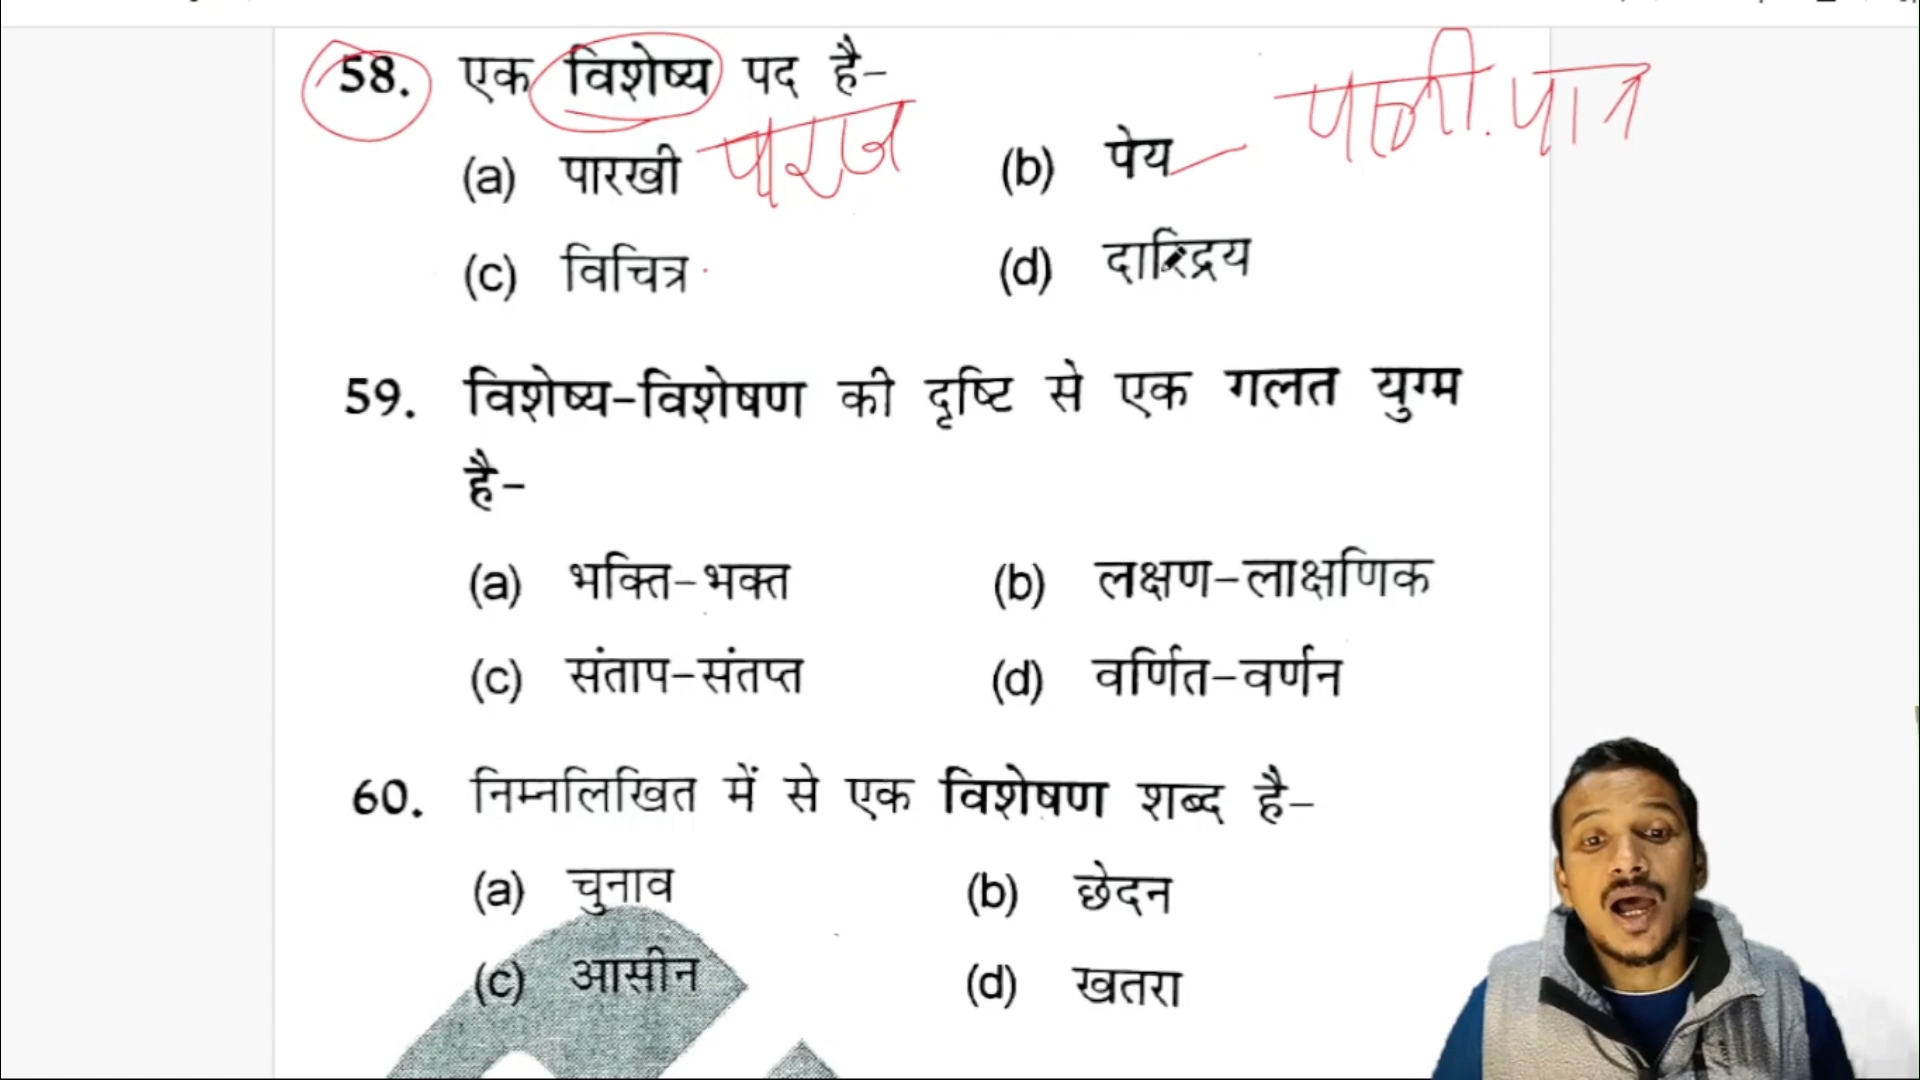 58. एक विशेष्य पद है-
(a) पारखी (b) पेय
(c) विचित्र (d) दारिद्रय
59. विशेष्य-विशेषण की दृष्टि से एक गलत युग्म
है-
(a) भक्ति-भक्त (b) लक्षण-लाक्षणिक
(c) संताप-संतप्त (d) वर्णित-वर्णन
60. निम्नलिखित में से एक विशेषण शब्द है-
(a) चुनाव (b) छेदन
(c) आसीन (d) खतरा